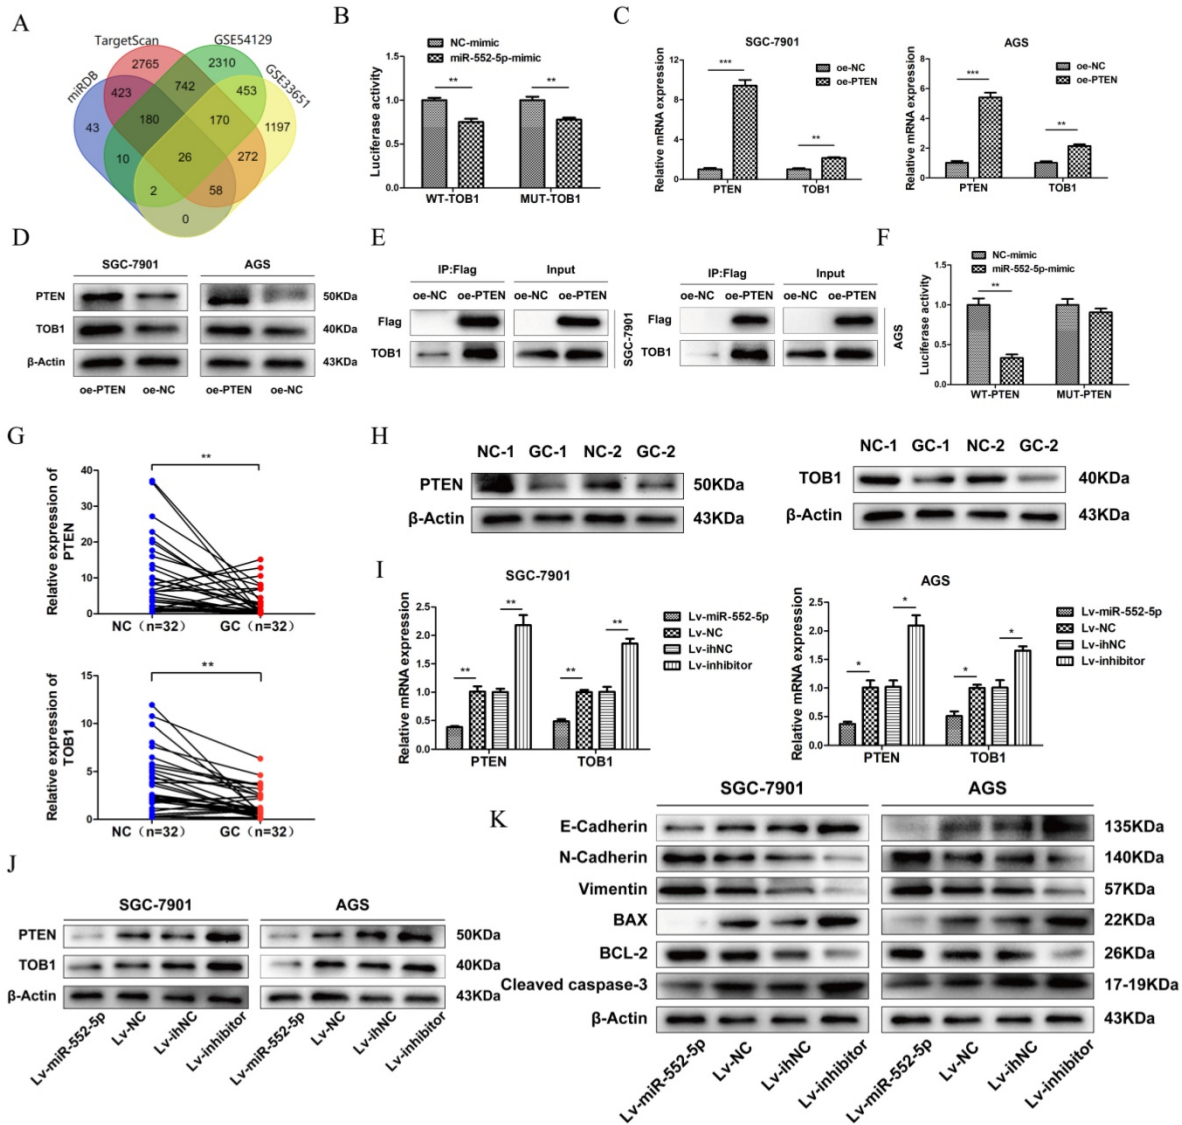 A
TargetScan
GSE54129
miRDB
GSE33651
2765
2310
423
742
453
43
180
170
1197
10
26
272
2
58
0
B
NC-mimic
miR-552-5p-mimic
Luciferase activity
1.5
1.0
0.5
0.0
**
**
WT-TOB1
MUT-TOB1
C
SGC-7901
oe-NC
oe-PTEN
Relative mRNA expression
12
8
4
0
***
**
PTEN
TOB1
AGS
oe-NC
oe-PTEN
Relative mRNA expression
8
6
4
2
0
***
**
PTEN
TOB1
D
SGC-7901
AGS
PTEN
50KDa
TOB1
40KDa
β-Actin
43KDa
oe-PTEN oe-NC oe-PTEN oe-NC
E
IP:Flag Input
oe-NC oe-PTEN oe-NC oe-PTEN
Flag
TOB1
SGC-7901
IP:Flag Input
oe-NC oe-PTEN oe-NC oe-PTEN
Flag
TOB1
AGS
F
NC-mimic
miR-552-5p-mimic
Luciferase activity
1.5
1.0
0.5
0.0
**
WT-PTEN
MUT-PTEN
G
Relative expression of
PTEN
40
30
20
10
0
**
NC（n=32） GC（n=32）
Relative expression of
TOB1
15
10
5
0
**
NC（n=32） GC（n=32）
H
NC-1 GC-1 NC-2 GC-2
PTEN
50KDa
β-Actin
43KDa
NC-1 GC-1 NC-2 GC-2
TOB1
40KDa
β-Actin
43KDa
I
SGC-7901
Relative mRNA expression
2.5
2.0
1.5
1.0
0.5
0.0
**
**
**
**
PTEN
TOB1
Lv-miR-552-5p
Lv-NC
Lv-ihNC
Lv-inhibitor
AGS
Relative mRNA expression
2.5
2.0
1.5
1.0
0.5
0.0
*
*
*
*
PTEN
TOB1
Lv-miR-552-5p
Lv-NC
Lv-ihNC
Lv-inhibitor
J
SGC-7901
AGS
PTEN
50KDa
TOB1
40KDa
β-Actin
43KDa
Lv-miR-552-5p
Lv-NC
Lv-ihNC
Lv-inhibitor
Lv-miR-552-5p
Lv-NC
Lv-ihNC
Lv-inhibitor
K
SGC-7901
AGS
E-Cadherin
135KDa
N-Cadherin
140KDa
Vimentin
57KDa
BAX
22KDa
BCL-2
26KDa
Cleaved caspase-3
17-19KDa
β-Actin
43KDa
Lv-miR-552-5p
Lv-NC
Lv-ihNC
Lv-inhibitor
Lv-miR-552-5p
Lv-NC
Lv-ihNC
Lv-inhibitor